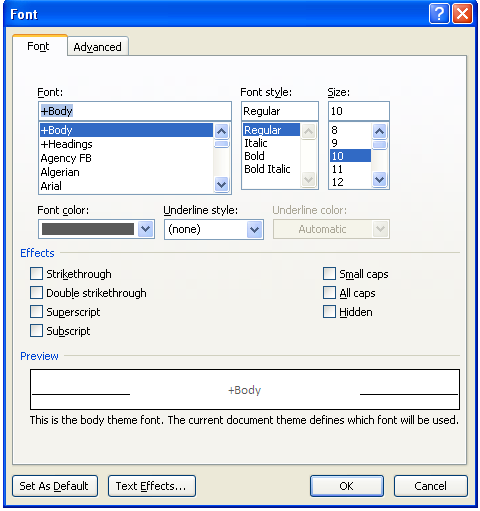 Font
Font Advanced
Font: Font style: Size:
+Body Regular 10
+Body Regular 8
+Headings Italic 9
Agency FB Bold 10
Algerian Bold Italic 11
Arial 12
Font color: Underline style: Underline color:
(none) Automatic
Effects
Strikethrough Small caps
Double strikethrough All caps
Superscript Hidden
Subscript
Preview
+Body
This is the body theme font. The current document theme defines which font will be used.
Set As Default Text Effects... OK Cancel